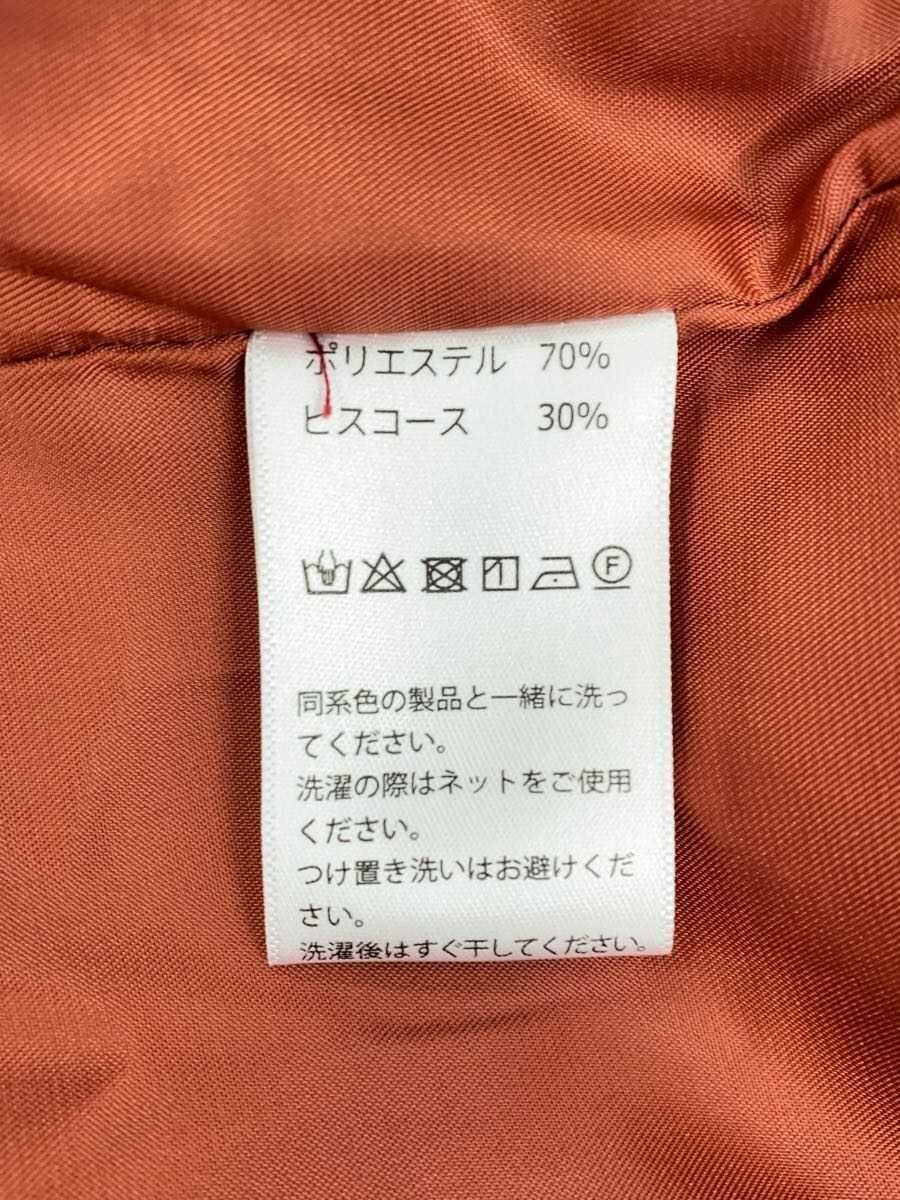 ポリエステル 70%
ビスコース 30%
F
同系色の製品と一緒に洗っ
てください。
洗濯の際はネットをご使用
ください。
つけ置き洗いはお避けくだ
さい。
洗濯後はすぐ干してください。